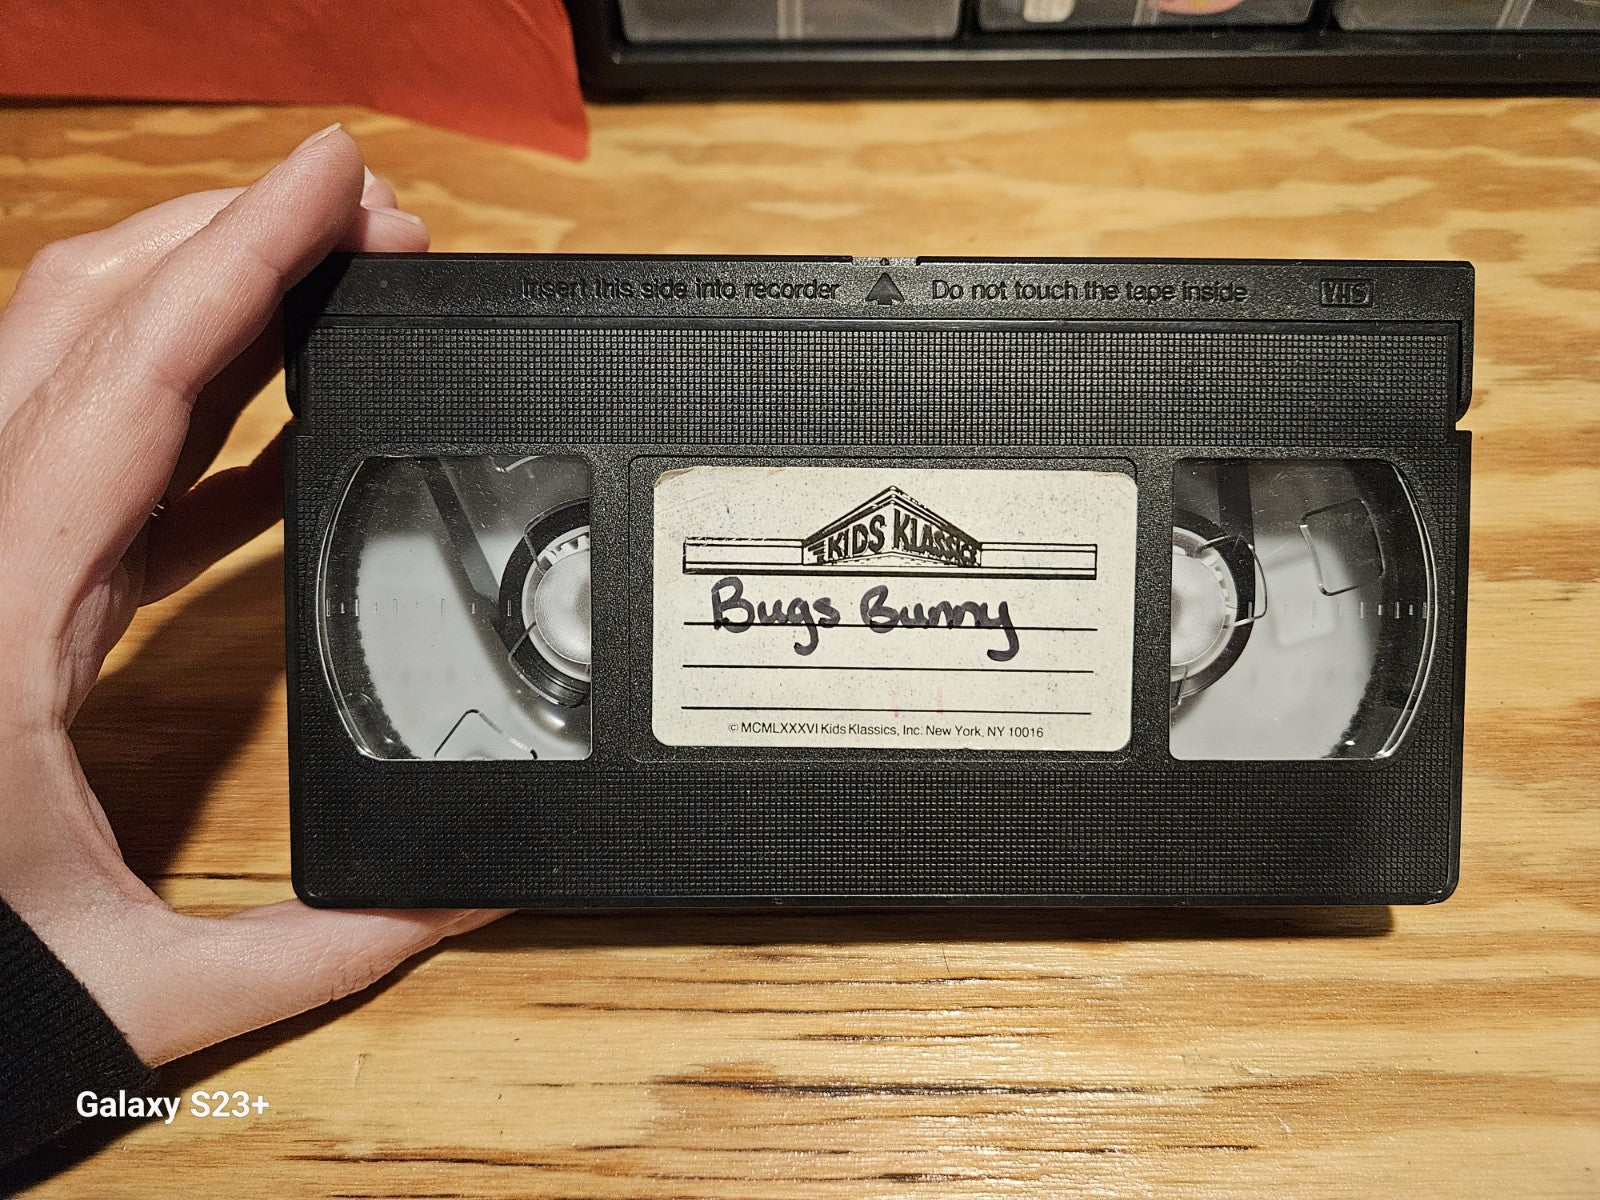 Insert this side into recorder Do not touch the tape inside VHS
KIDS KLASSICS
Bugs Bunny
© MCMLXXXVI Kids Klassics, Inc. New York, NY 10016
Galaxy S23+